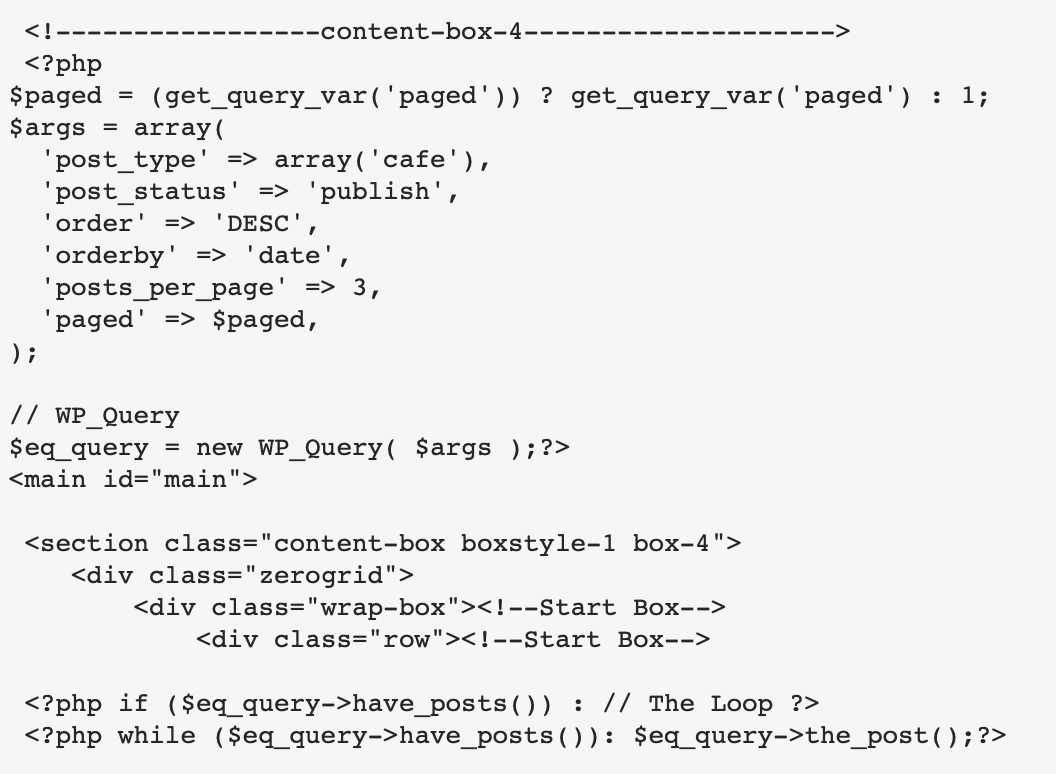 <!-----------------content-box-4-------------------->
<?php
$paged = (get_query_var('paged')) ? get_query_var('paged') : 1;
$args = array(
'post_type' => array('cafe'),
'post_status' => 'publish',
'order' => 'DESC',
'orderby' => 'date',
'posts_per_page' => 3,
'paged' => $paged,
);
// WP_Query
$eq_query = new WP_Query( $args );?>
<main id="main">
<section class="content-box boxstyle-1 box-4">
<div class="zerogrid">
<div class="wrap-box"><!--Start Box-->
<div class="row"><!--Start Box-->
<?php if ($eq_query->have_posts()) : // The Loop ?>
<?php while ($eq_query->have_posts()): $eq_query->the_post();?>